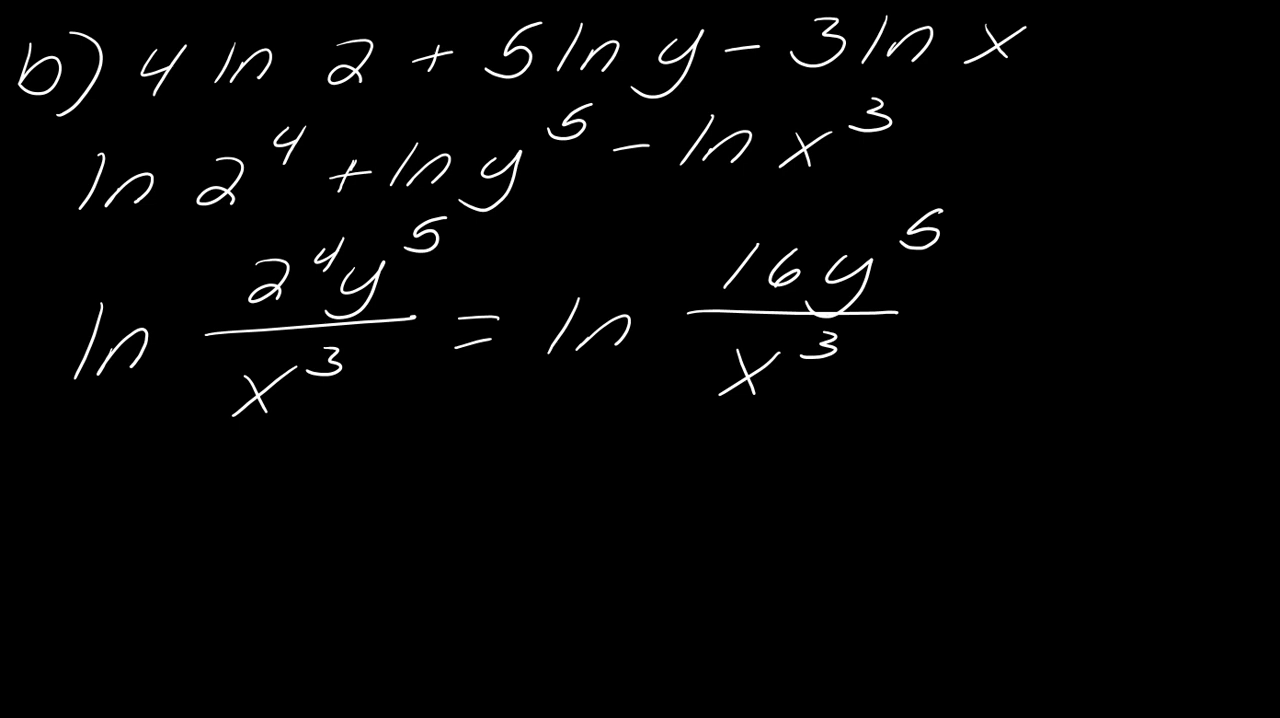 b) 4 ln 2 + 5 ln y - 3 ln x
ln 2^4 + ln y^5 - ln x^3
ln (2^4 y^5)/(x^3) = ln (16y^5)/(x^3)